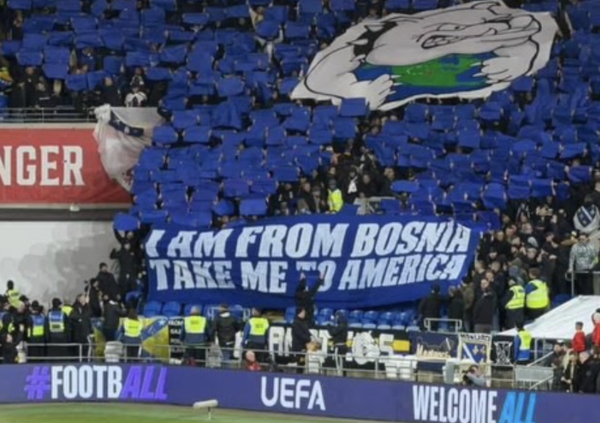 NGER
I AM FROM BOSNIA
TAKE ME TO AMERICA
#FOOTBALL
UEFA
WELCOME ALL